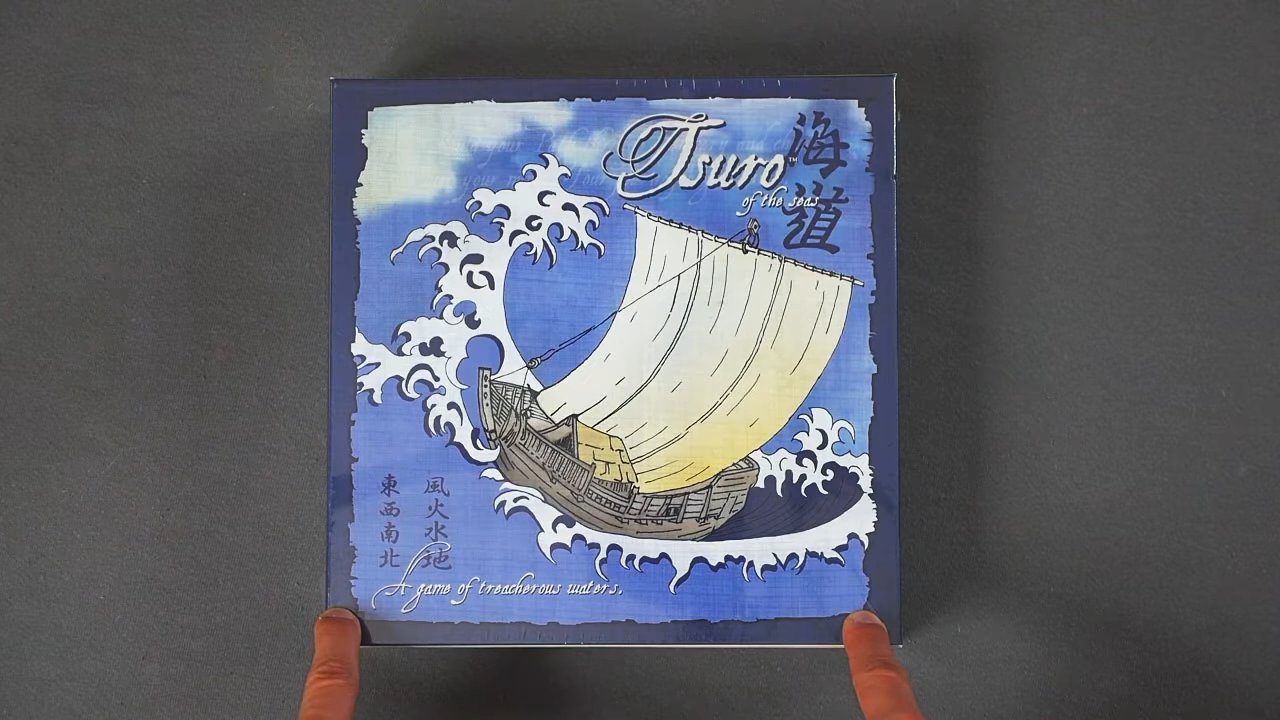 Tsuro™
of the seas
海道
風火水地
東西南北
A game of treacherous waters.